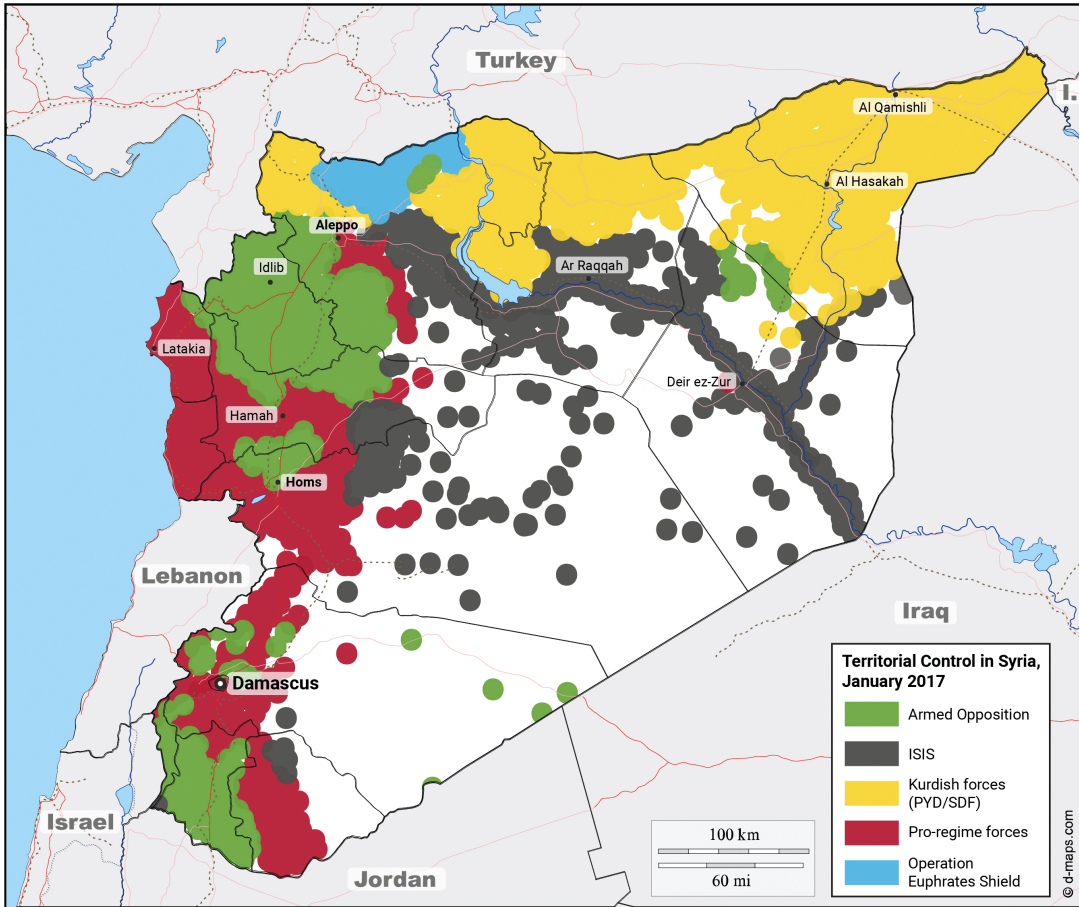 Turkey
I.
Al Qamishli
Al Hasakah
Aleppo
Idlib
Ar Raqqah
Latakia
Deir ez-Zur
Hamah
Homs
Lebanon
Iraq
Damascus
Israel
Jordan
Territorial Control in Syria,
January 2017
Armed Opposition
ISIS
Kurdish forces
(PYD/SDF)
Pro-regime forces
Operation
Euphrates Shield
100 km
60 mi
© d-maps.com